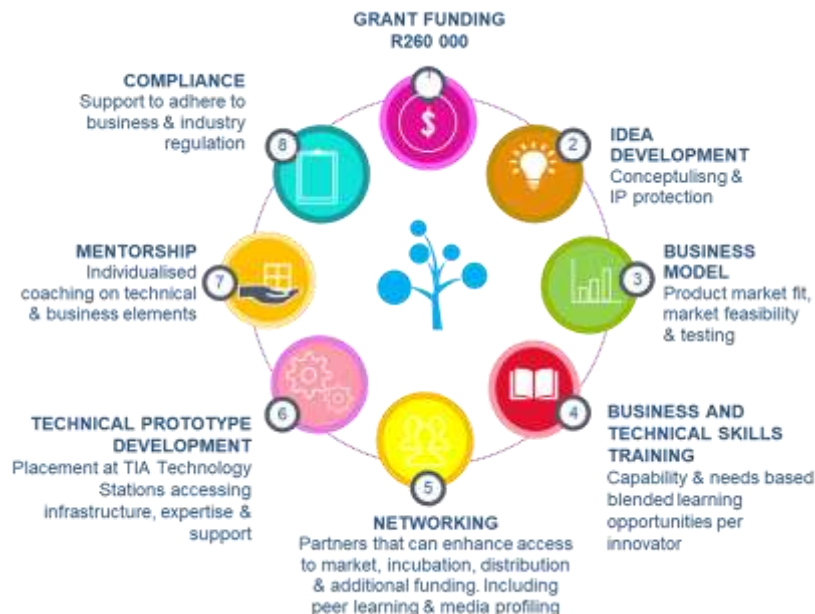 GRANT FUNDING
R260 000
1
2
IDEA
DEVELOPMENT
Conceptulising &
IP protection
3
BUSINESS
MODEL
Product market fit,
market feasibility
& testing
4
BUSINESS AND
TECHNICAL SKILLS
TRAINING
Capability & needs based
blended learning
opportunities per
innovator
5
NETWORKING
Partners that can enhance access
to market, incubation, distribution
& additional funding. Including
peer learning & media profiling
6
TECHNICAL PROTOTYPE
DEVELOPMENT
Placement at TIA Technology
Stations accessing
infrastructure, expertise &
support
7
MENTORSHIP
Individualised
coaching on technical
& business elements
8
COMPLIANCE
Support to adhere to
business & industry
regulation